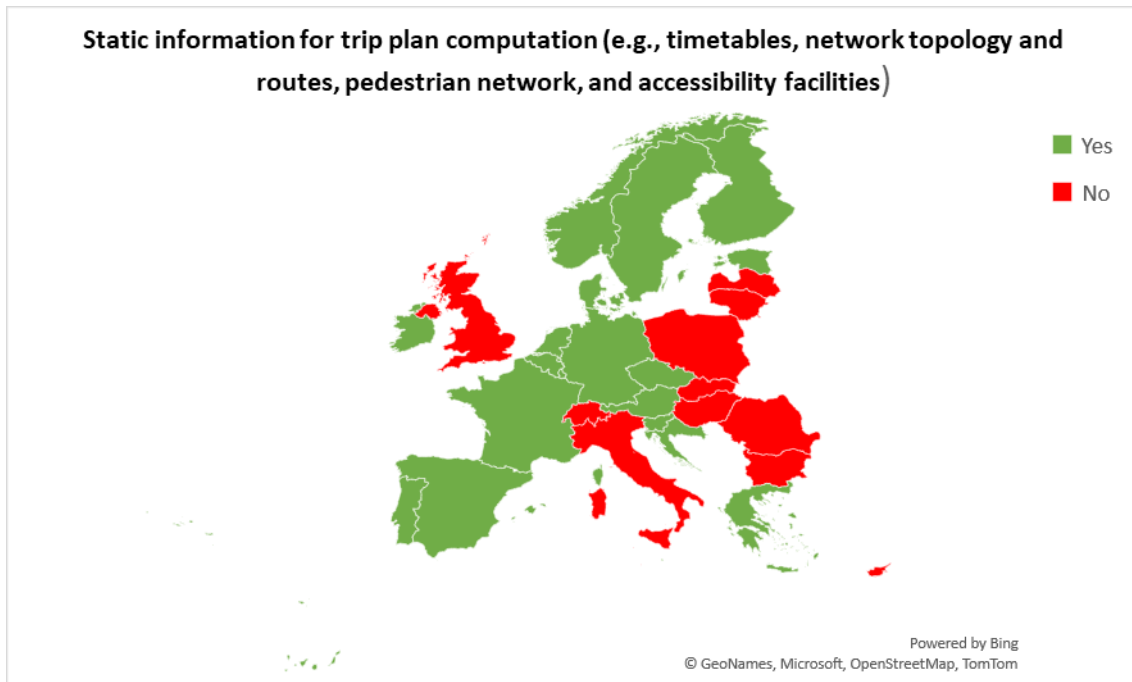 Static information for trip plan computation (e.g., timetables, network topology and
routes, pedestrian network, and accessibility facilities)
Yes
No
Powered by Bing
© GeoNames, Microsoft, OpenStreetMap, TomTom